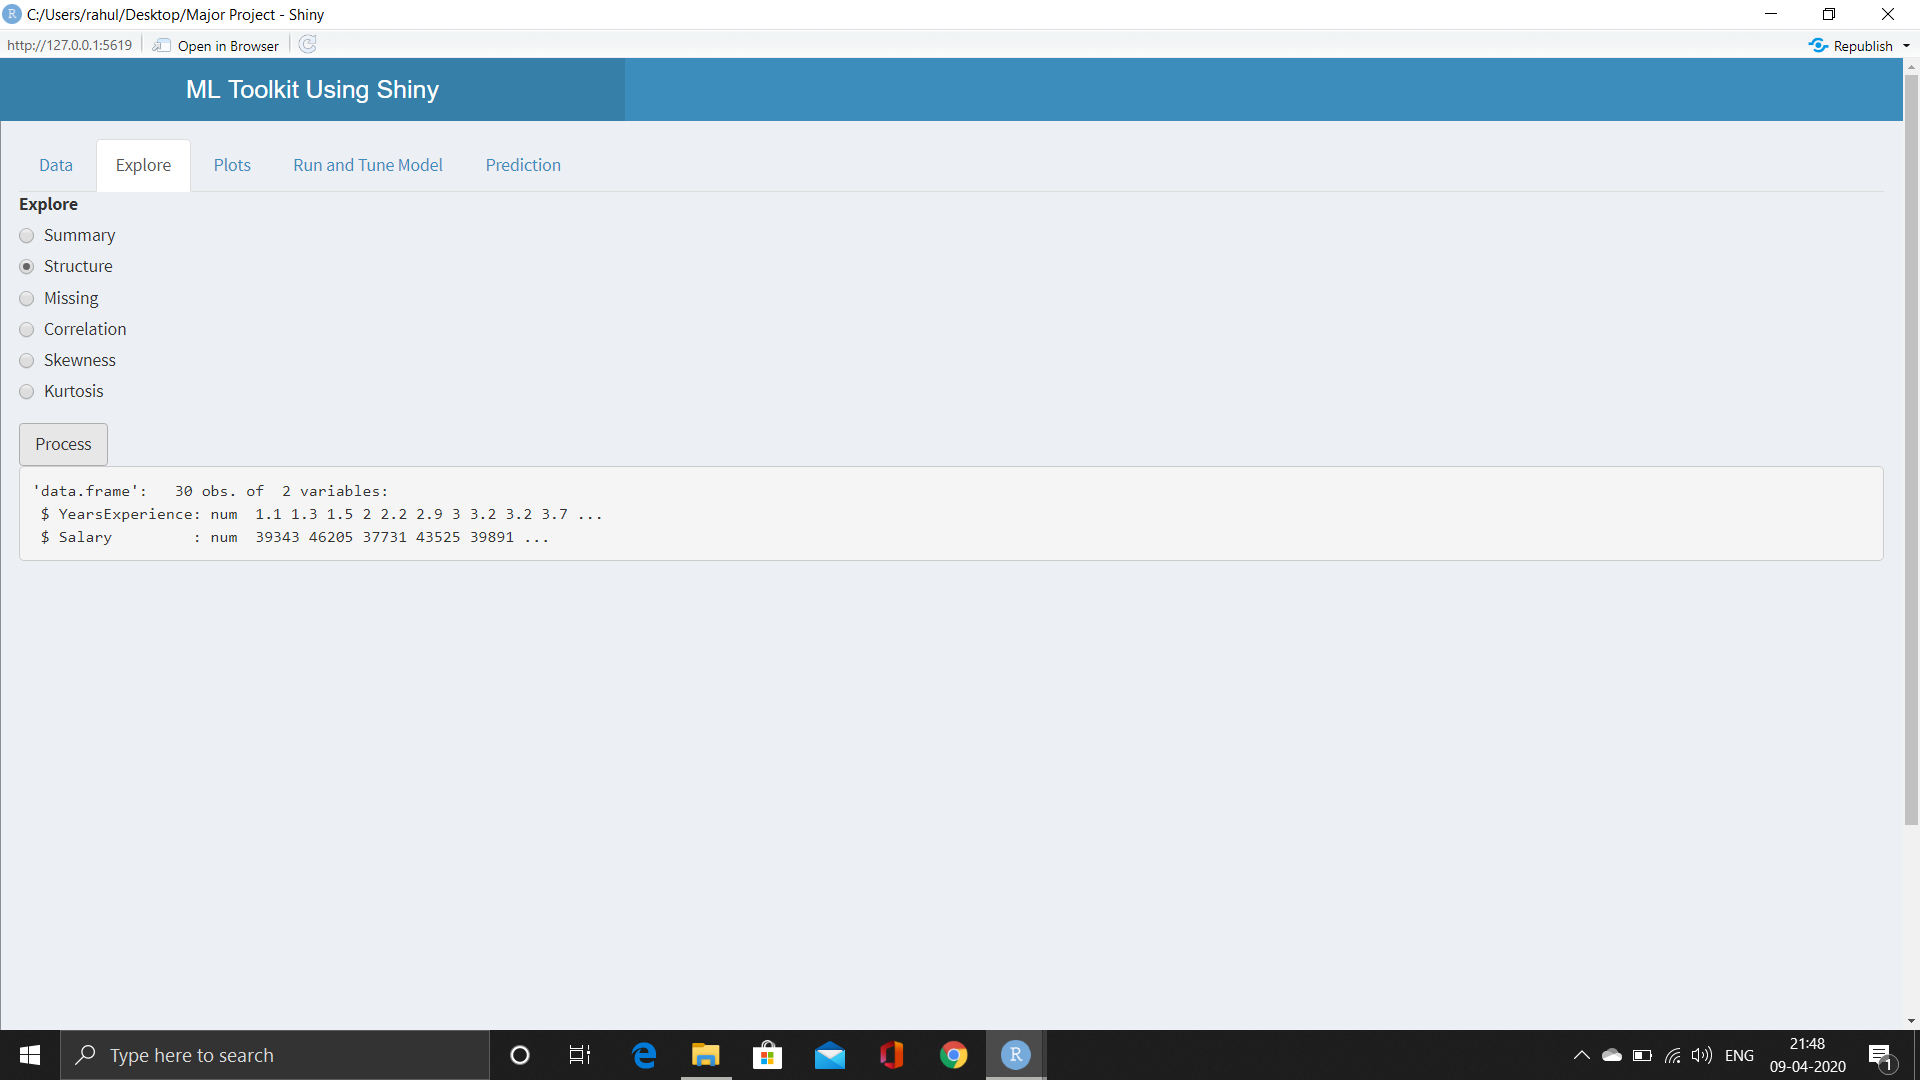 R C:/Users/rahul/Desktop/Major Project - Shiny
http://127.0.0.1:5619 Open in Browser Republish
ML Toolkit Using Shiny
Data Explore Plots Run and Tune Model Prediction
Explore
Summary
Structure
Missing
Correlation
Skewness
Kurtosis
Process
'data.frame':   30 obs. of  2 variables:
$ YearsExperience: num  1.1 1.3 1.5 2 2.2 2.9 3 3.2 3.2 3.7 ...
$ Salary         : num  39343 46205 37731 43525 39891 ...
Type here to search R ENG 21:48
09-04-2020 1